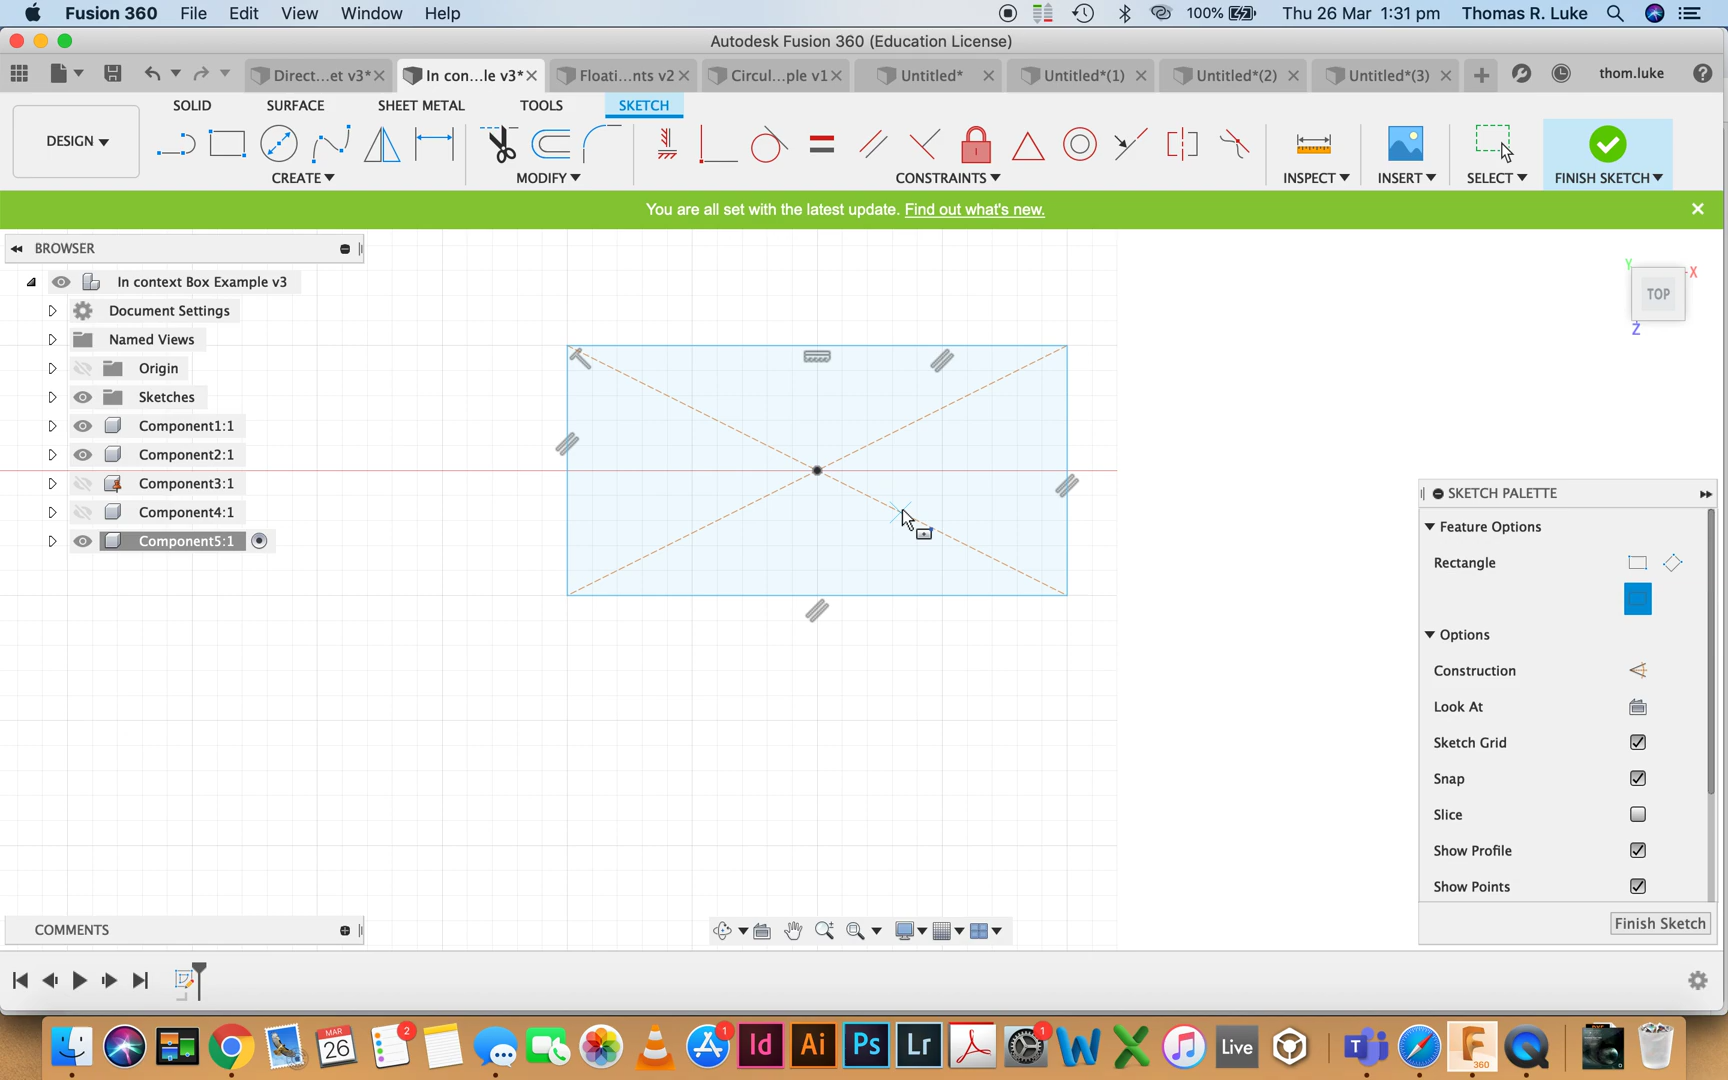 Fusion 360 File Edit View Window Help 100% Thu 26 Mar 1:31 pm Thomas R. Luke
Autodesk Fusion 360 (Education License)
Direct...et v3* In con...le v3* Floati...nts v2 Circul...ple v1 Untitled* Untitled*(1) Untitled*(2) Untitled*(3) thom.luke
SOLID SURFACE SHEET METAL TOOLS SKETCH
DESIGN
CREATE MODIFY CONSTRAINTS INSPECT INSERT SELECT FINISH SKETCH
You are all set with the latest update. Find out what's new.
BROWSER
In context Box Example v3
Document Settings
Named Views
Origin
Sketches
Component1:1
Component2:1
Component3:1
Component4:1
Component5:1
Y X
TOP
Z
SKETCH PALETTE
Feature Options
Rectangle
Options
Construction
Look At
Sketch Grid
Snap
Slice
Show Profile
Show Points
Finish Sketch
COMMENTS
MAR
26
2
1
Id Ai Ps Lr
1
Live
T
360